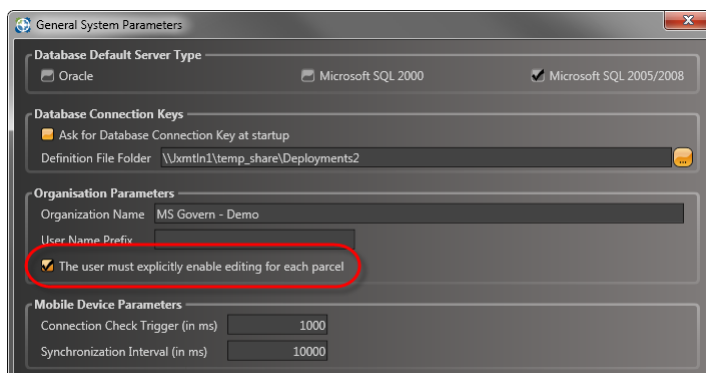 General System Parameters
Database Default Server Type
Oracle Microsoft SQL 2000 Microsoft SQL 2005/2008
Database Connection Keys
Ask for Database Connection Key at startup
Definition File Folder \\Jxmtln1\temp_share\Deployments2
Organisation Parameters
Organization Name MS Govern - Demo
User Name Prefix
The user must explicitly enable editing for each parcel
Mobile Device Parameters
Connection Check Trigger (in ms) 1000
Synchronization Interval (in ms) 10000